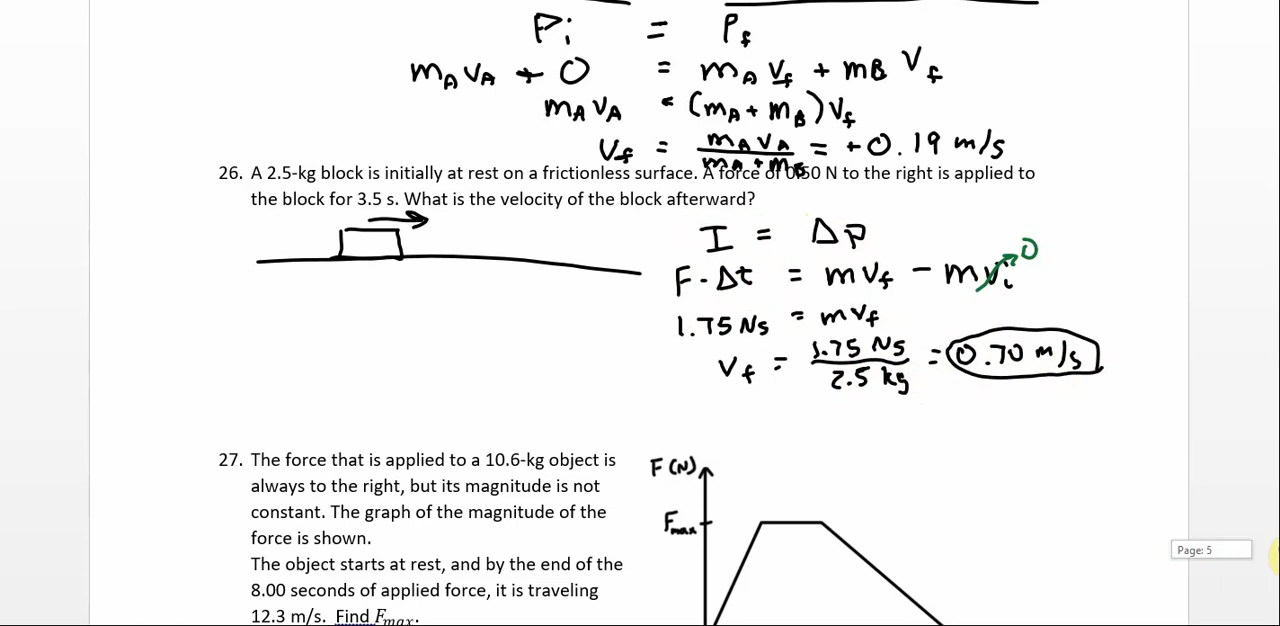 Pi = Pf
mAvA + 0 = mAvf + mBvf
mAvA = (mA + mB)vf
vf = mAvA / mA + mB = +0.19 m/s
26. A 2.5-kg block is initially at rest on a frictionless surface. A force of 0.50 N to the right is applied to
the block for 3.5 s. What is the velocity of the block afterward?
I = Δp
F·Δt = mvf - mvi 0
1.75 Ns = mvf
vf = 1.75 Ns / 2.5 kg = 0.70 m/s
27. The force that is applied to a 10.6-kg object is
always to the right, but its magnitude is not
constant. The graph of the magnitude of the
force is shown.
The object starts at rest, and by the end of the
8.00 seconds of applied force, it is traveling
12.3 m/s. Find Fmax.
F (N)
Fmax
Page: 5